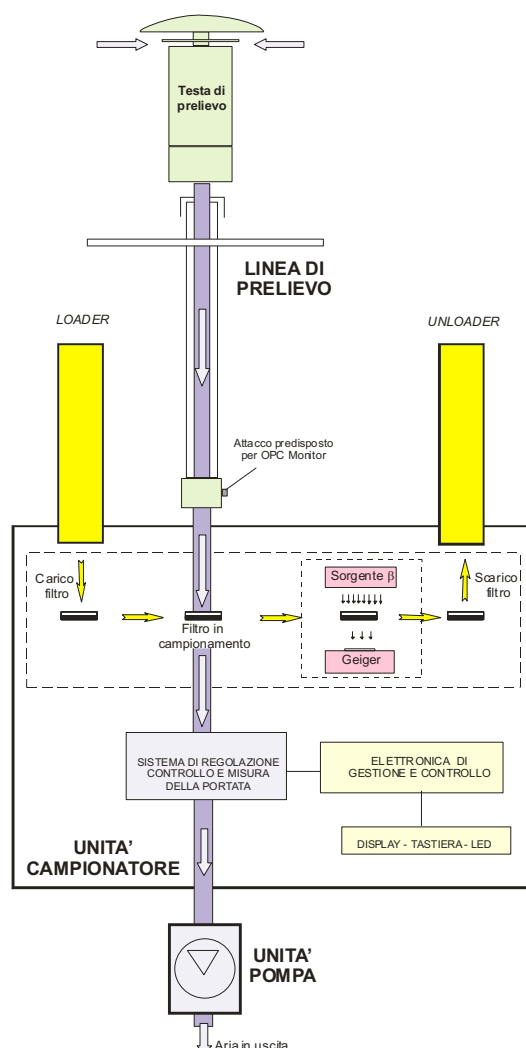 Testa di
prelievo
LINEA DI
PRELIEVO
LOADER
UNLOADER
Attacco predisposto
per OPC Monitor
Carico
filtro
Sorgente β
Scarico
filtro
Filtro in
campionamento
Geiger
SISTEMA DI REGOLAZIONE
CONTROLLO E MISURA
DELLA PORTATA
ELETTRONICA DI
GESTIONE E CONTROLLO
DISPLAY - TASTIERA - LED
UNITA'
CAMPIONATORE
UNITA'
POMPA
Aria in uscita